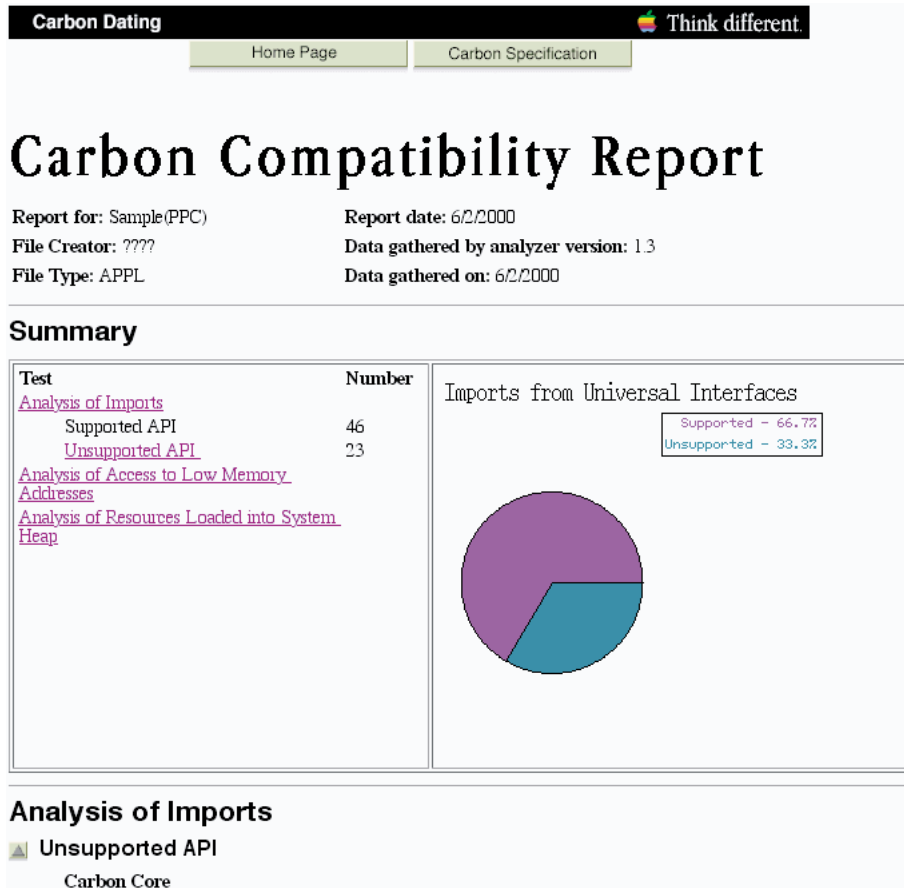 Carbon Dating
Think different.
Home Page
Carbon Specification
Carbon Compatibility Report
Report for: Sample(PPC)
Report date: 6/2/2000
File Creator: ????
Data gathered by analyzer version: 1.3
File Type: APPL
Data gathered on: 6/2/2000
Summary
Test Number
Analysis of Imports
Supported API 46
Unsupported API 23
Analysis of Access to Low Memory
Addresses
Analysis of Resources Loaded into System
Heap
Imports from Universal Interfaces
Supported - 66.7%
Unsupported - 33.3%
Analysis of Imports
Unsupported API
Carbon Core